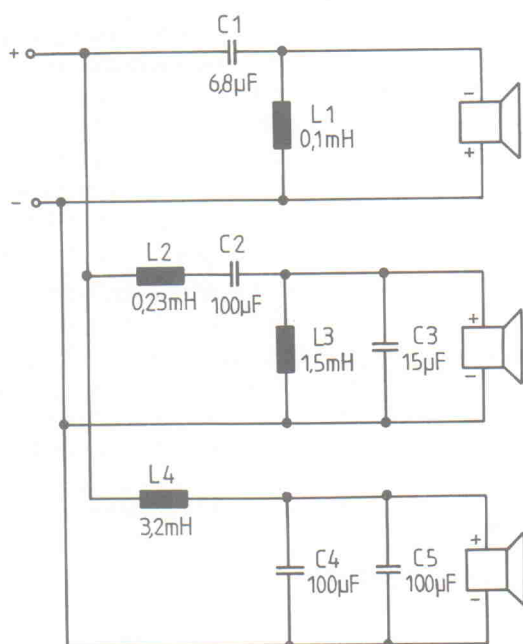 C1
+
6,8µF
-
+
L1
0,1mH
-
L2
C2
0,23mH
100µF
+
-
L3
1,5mH
C3
15µF
L4
3,2mH
+
-
C4
100µF
C5
100µF